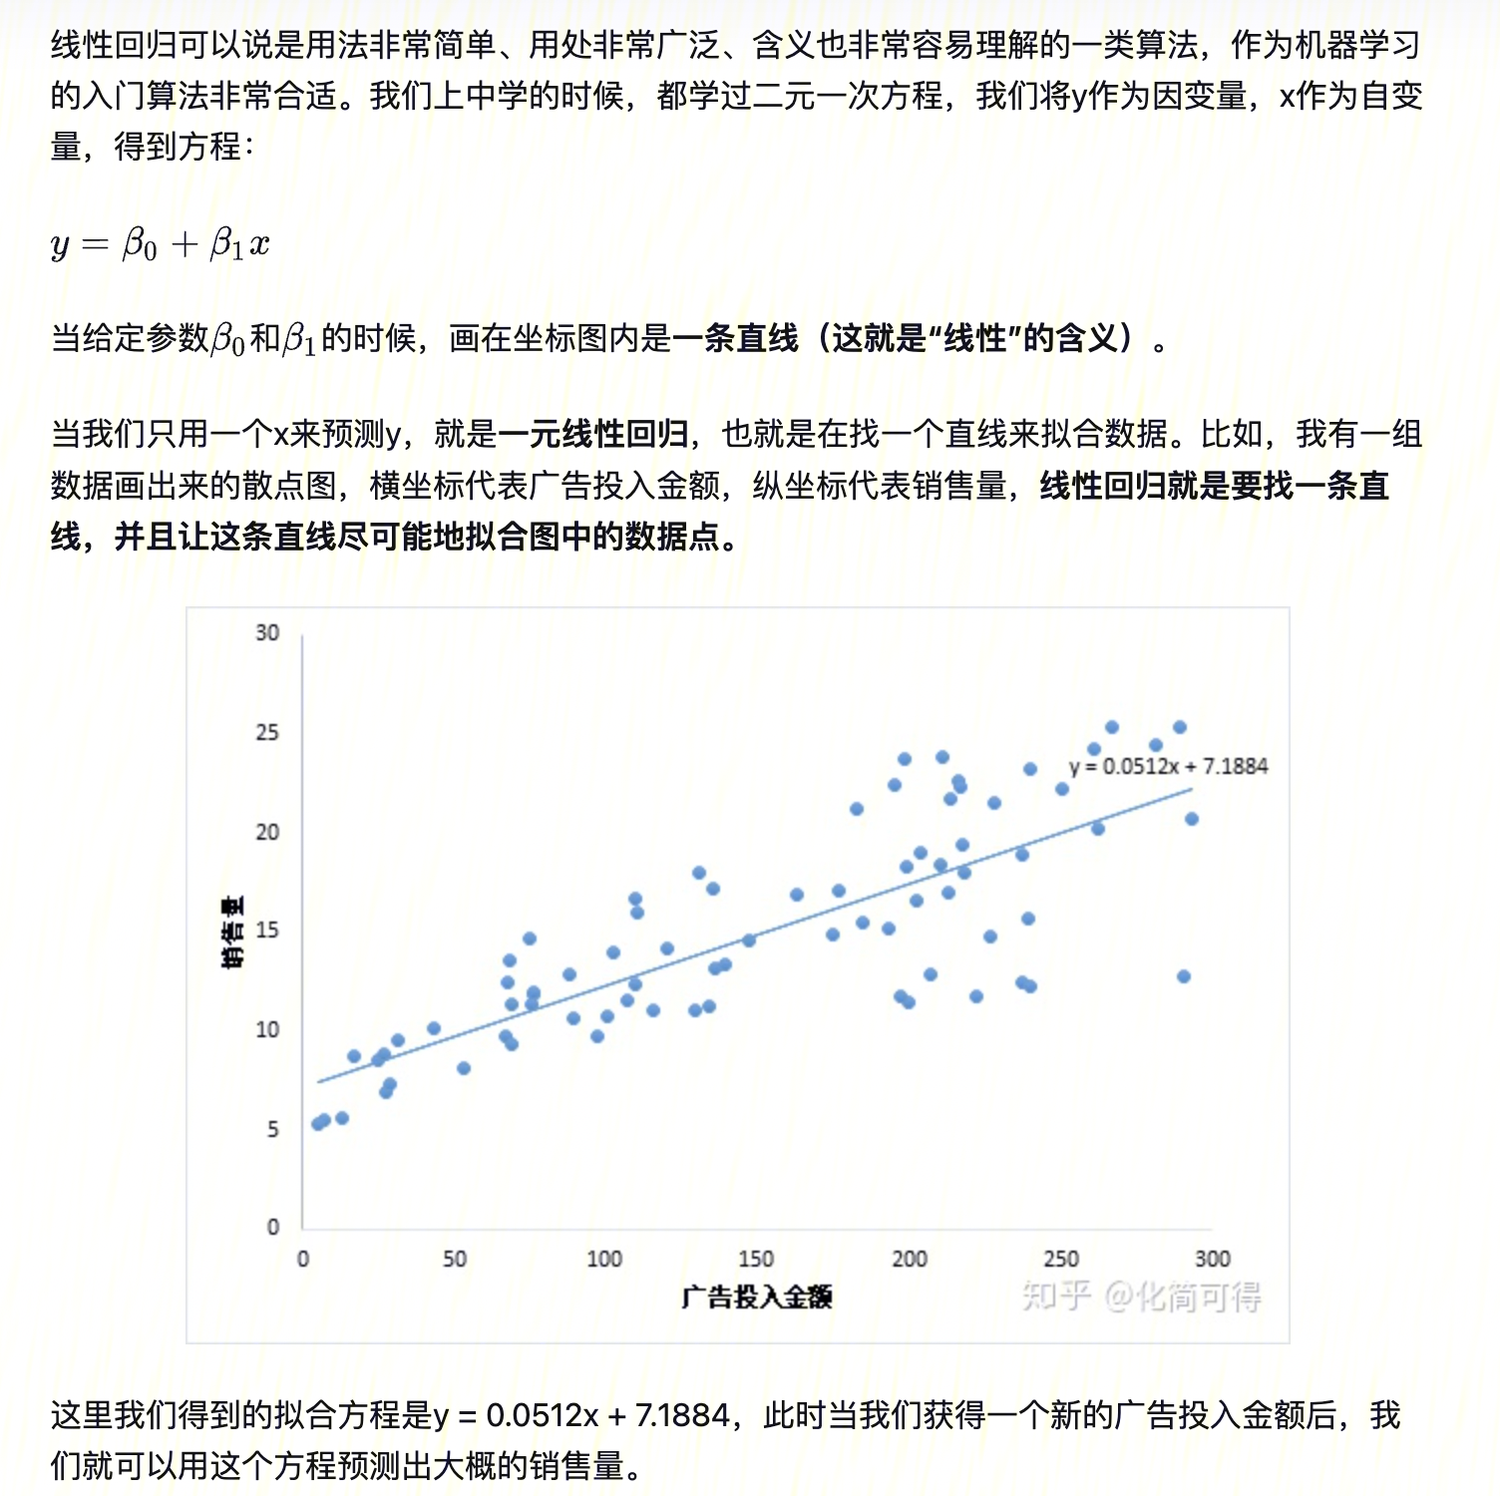 线性回归可以说是用法非常简单、用处非常广泛、含义也非常容易理解的一类算法，作为机器学习
的入门算法非常合适。我们上中学的时候，都学过二元一次方程，我们将y作为因变量，x作为自变
量，得到方程：
y = β₀ + β₁x
当给定参数β₀和β₁的时候，画在坐标图内是一条直线（这就是“线性”的含义）。
当我们只用一个x来预测y，就是一元线性回归，也就是在找一个直线来拟合数据。比如，我有一组
数据画出来的散点图，横坐标代表广告投入金额，纵坐标代表销售量，线性回归就是要找一条直
线，并且让这条直线尽可能地拟合图中的数据点。
30
25
y = 0.0512x + 7.1884
20
销售量
15
10
5
0
0 50 100 150 200 250 300
广告投入金额
知乎 @化简可得
这里我们得到的拟合方程是y = 0.0512x + 7.1884，此时当我们获得一个新的广告投入金额后，我
们就可以用这个方程预测出大概的销售量。